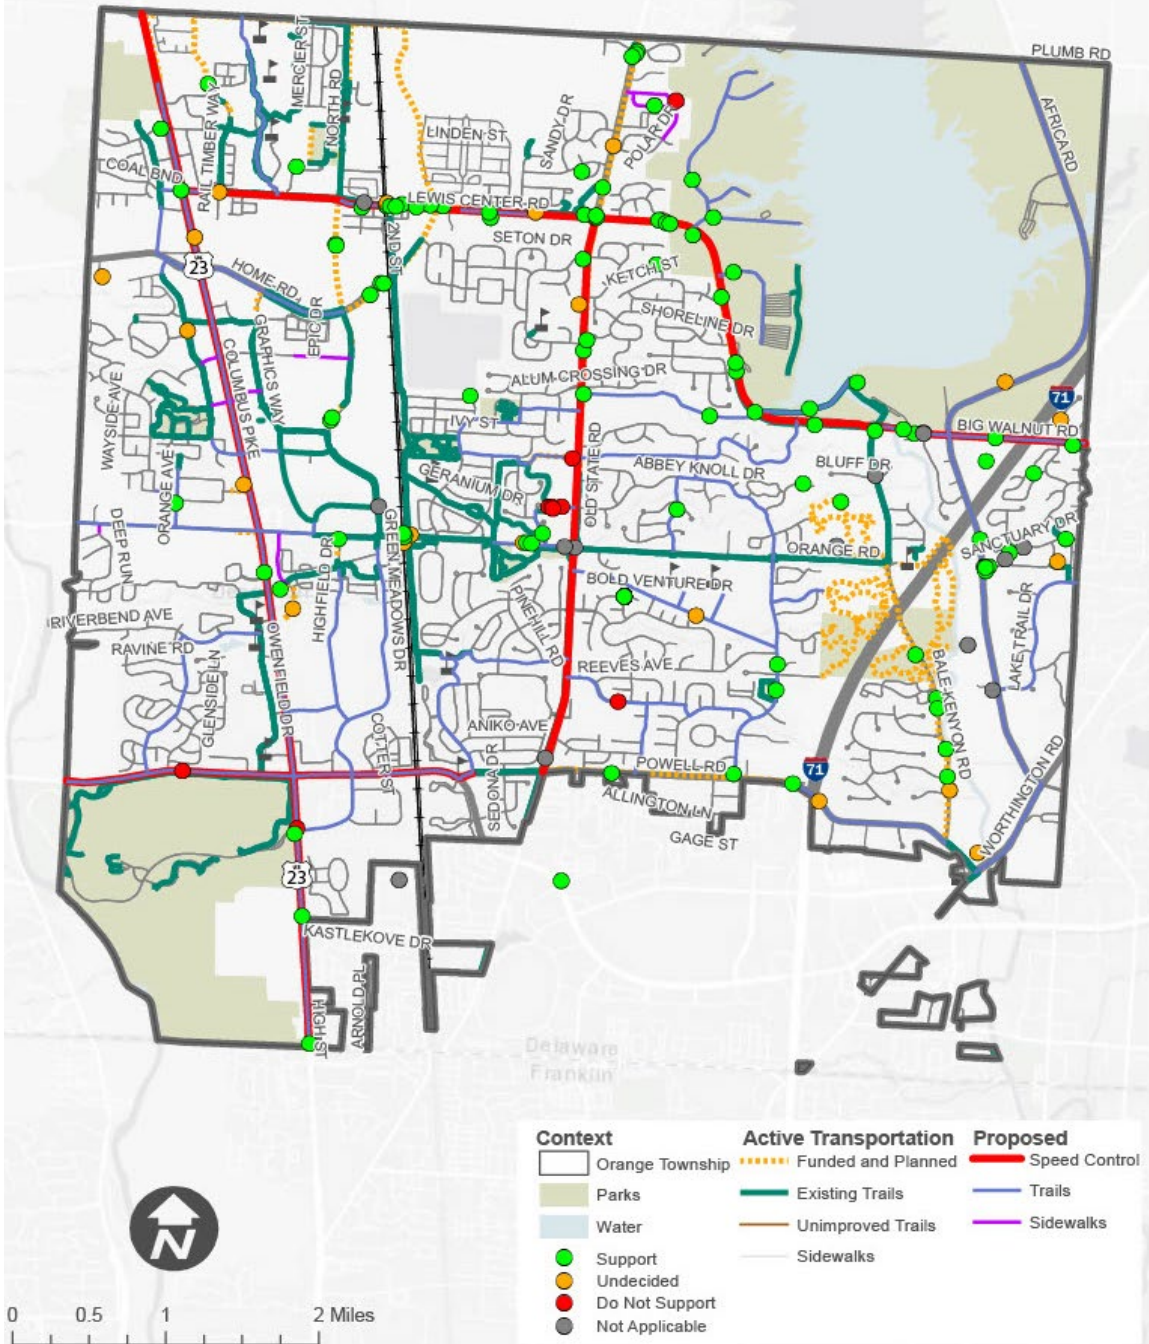 PLUMB RD
MERCIER ST
NORTH RD
RAIL TIMBER WAY
LINDEN ST
SANDY DR
POLAR DR
AFRICA RD
COAL BND
LEWIS CENTER RD
2ND ST
SETON DR
US
23
HOME RD
EPIC DR
KETCH ST
SHORELINE DR
GRAPHICS WAY
COLUMBUS PIKE
WAYSIDE AVE
ALUM CROSSING DR
71
IVY ST
BIG WALNUT RD
OLD STATE RD
ORANGE AVE
GERANIUM DR
ABBEY KNOLL DR
BLUFF DR
DEEP RUN
SANCTUARY DR
HIGHFIELD DR
GREEN MEADOWS DR
ORANGE RD
BOLD VENTURE DR
PINEHILL RD
RIVERBEND AVE
RAVINE RD
GLENSIDE LN
OWENFIELD DR
REEVES AVE
LAKE TRAIL DR
BALE KENYON RD
ANIKO AVE
COTTER ST
SEDONA DR
POWELL RD
71
ALLINGTON LN
WORTHINGTON RD
GAGE ST
US
23
KASTLEKOVE DR
ARNOLD PL
HIGH ST
Delaware
Franklin
Context
Orange Township
Parks
Water
Support
Undecided
Do Not Support
Not Applicable
Active Transportation
Funded and Planned
Existing Trails
Unimproved Trails
Sidewalks
Proposed
Speed Control
Trails
Sidewalks
N
0 0.5 1 2 Miles